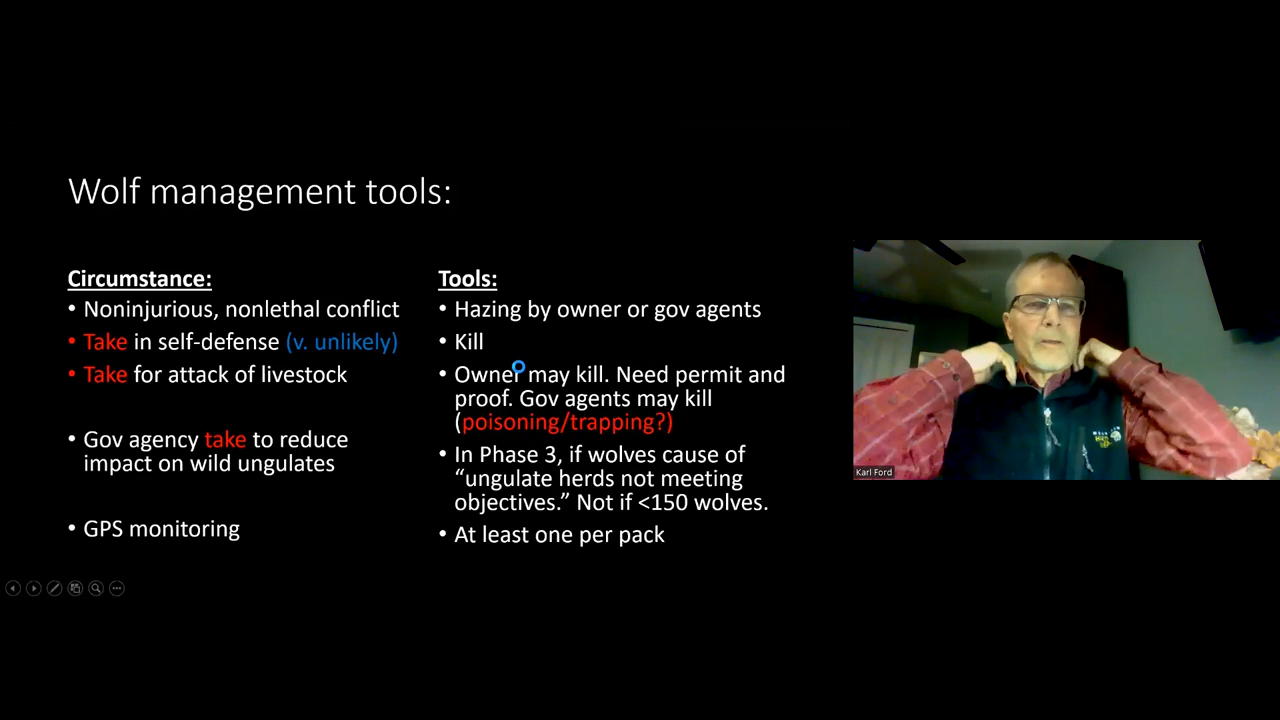 Wolf management tools:
Circumstance:
• Noninjurious, nonlethal conflict
• Take in self-defense (v. unlikely)
• Take for attack of livestock
• Gov agency take to reduce
impact on wild ungulates
• GPS monitoring
Tools:
• Hazing by owner or gov agents
• Kill
• Owner may kill. Need permit and
proof. Gov agents may kill
(poisoning/trapping?)
• In Phase 3, if wolves cause of
“ungulate herds not meeting
objectives.” Not if <150 wolves.
• At least one per pack
Karl Ford